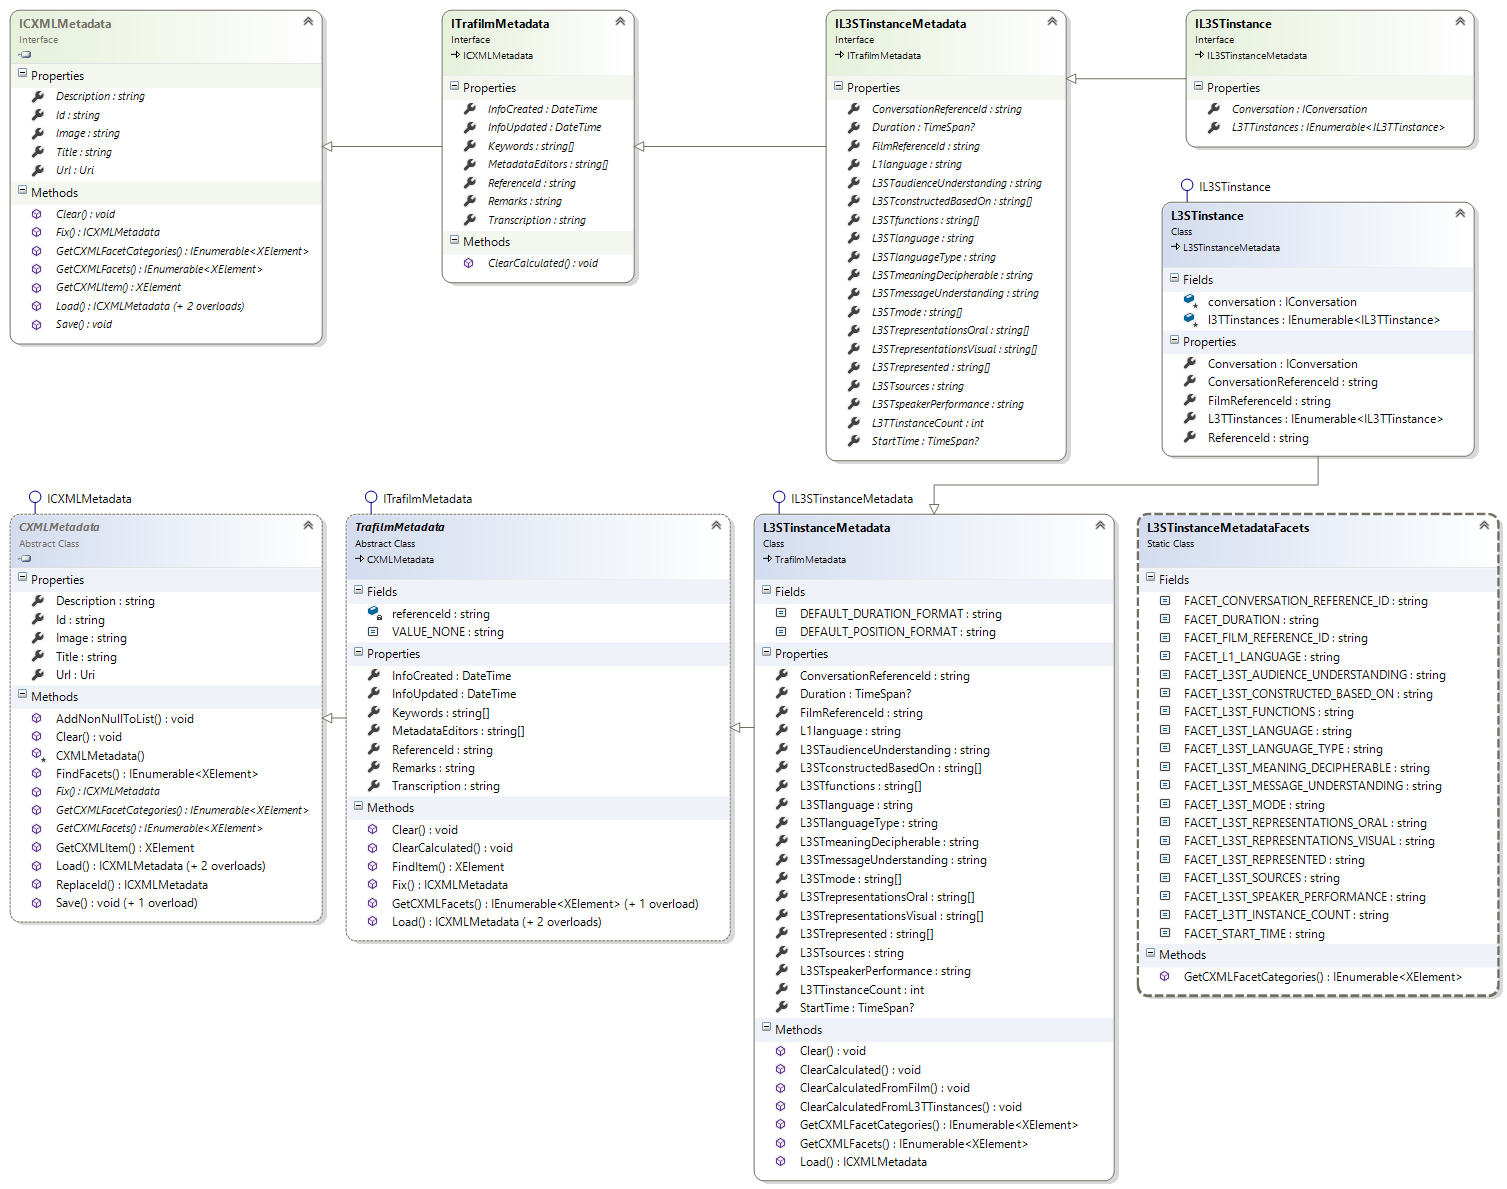 ICXMLMetadata
Interface
Properties
Description : string
Id : string
Image : string
Title : string
Url : Uri
Methods
Clear() : void
Fix() : ICXMLMetadata
GetCXMLFacetCategories() : IEnumerable<XElement>
GetCXMLFacets() : IEnumerable<XElement>
GetCXMLItem() : XElement
Load() : ICXMLMetadata (+ 2 overloads)
Save() : void
ITrafilmMetadata
Interface
ICXMLMetadata
Properties
InfoCreated : DateTime
InfoUpdated : DateTime
Keywords : string[]
MetadataEditors : string[]
ReferenceId : string
Remarks : string
Transcription : string
Methods
ClearCalculated() : void
IL3STinstanceMetadata
Interface
ITrafilmMetadata
Properties
ConversationReferenceId : string
Duration : TimeSpan?
FilmReferenceId : string
L1language : string
L3STaudienceUnderstanding : string
L3STconstructedBasedOn : string[]
L3STfunctions : string[]
L3STlanguage : string
L3STlanguageType : string
L3STmeaningDecipherable : string
L3STmessageUnderstanding : string
L3STmode : string[]
L3STrepresentationsOral : string[]
L3STrepresentationsVisual : string[]
L3STrepresented : string[]
L3STsources : string
L3STspeakerPerformance : string
L3TTinstanceCount : int
StartTime : TimeSpan?
IL3STinstance
Interface
IL3STinstanceMetadata
Properties
Conversation : IConversation
L3TTinstances : IEnumerable<IL3TTinstance>
IL3STinstance
L3STinstance
Class
L3STinstanceMetadata
Fields
conversation : IConversation
l3TTinstances : IEnumerable<IL3TTinstance>
Properties
Conversation : IConversation
ConversationReferenceId : string
FilmReferenceId : string
L3TTinstances : IEnumerable<IL3TTinstance>
ReferenceId : string
ICXMLMetadata
CXMLMetadata
Abstract Class
Properties
Description : string
Id : string
Image : string
Title : string
Url : Uri
Methods
AddNonNullToList() : void
Clear() : void
CXMLMetadata()
FindFacets() : IEnumerable<XElement>
Fix() : ICXMLMetadata
GetCXMLFacetCategories() : IEnumerable<XElement>
GetCXMLFacets() : IEnumerable<XElement>
GetCXMLItem() : XElement
Load() : ICXMLMetadata (+ 2 overloads)
ReplaceId() : ICXMLMetadata
Save() : void (+ 1 overload)
ITrafilmMetadata
TrafilmMetadata
Abstract Class
CXMLMetadata
Fields
referenceId : string
VALUE_NONE : string
Properties
InfoCreated : DateTime
InfoUpdated : DateTime
Keywords : string[]
MetadataEditors : string[]
ReferenceId : string
Remarks : string
Transcription : string
Methods
Clear() : void
ClearCalculated() : void
FindItem() : XElement
Fix() : ICXMLMetadata
GetCXMLFacets() : IEnumerable<XElement> (+ 1 overload)
Load() : ICXMLMetadata (+ 2 overloads)
IL3STinstanceMetadata
L3STinstanceMetadata
Class
TrafilmMetadata
Fields
DEFAULT_DURATION_FORMAT : string
DEFAULT_POSITION_FORMAT : string
Properties
ConversationReferenceId : string
Duration : TimeSpan?
FilmReferenceId : string
L1language : string
L3STaudienceUnderstanding : string
L3STconstructedBasedOn : string[]
L3STfunctions : string[]
L3STlanguage : string
L3STlanguageType : string
L3STmeaningDecipherable : string
L3STmessageUnderstanding : string
L3STmode : string[]
L3STrepresentationsOral : string[]
L3STrepresentationsVisual : string[]
L3STrepresented : string[]
L3STsources : string
L3STspeakerPerformance : string
L3TTinstanceCount : int
StartTime : TimeSpan?
Methods
Clear() : void
ClearCalculated() : void
ClearCalculatedFromFilm() : void
ClearCalculatedFromL3TTinstances() : void
GetCXMLFacetCategories() : IEnumerable<XElement>
GetCXMLFacets() : IEnumerable<XElement>
Load() : ICXMLMetadata
L3STinstanceMetadataFacets
Static Class
Fields
FACET_CONVERSATION_REFERENCE_ID : string
FACET_DURATION : string
FACET_FILM_REFERENCE_ID : string
FACET_L1_LANGUAGE : string
FACET_L3ST_AUDIENCE_UNDERSTANDING : string
FACET_L3ST_CONSTRUCTED_BASED_ON : string
FACET_L3ST_FUNCTIONS : string
FACET_L3ST_LANGUAGE : string
FACET_L3ST_LANGUAGE_TYPE : string
FACET_L3ST_MEANING_DECIPHERABLE : string
FACET_L3ST_MESSAGE_UNDERSTANDING : string
FACET_L3ST_MODE : string
FACET_L3ST_REPRESENTATIONS_ORAL : string
FACET_L3ST_REPRESENTATIONS_VISUAL : string
FACET_L3ST_REPRESENTED : string
FACET_L3ST_SOURCES : string
FACET_L3ST_SPEAKER_PERFORMANCE : string
FACET_L3TT_INSTANCE_COUNT : string
FACET_START_TIME : string
Methods
GetCXMLFacetCategories() : IEnumerable<XElement>